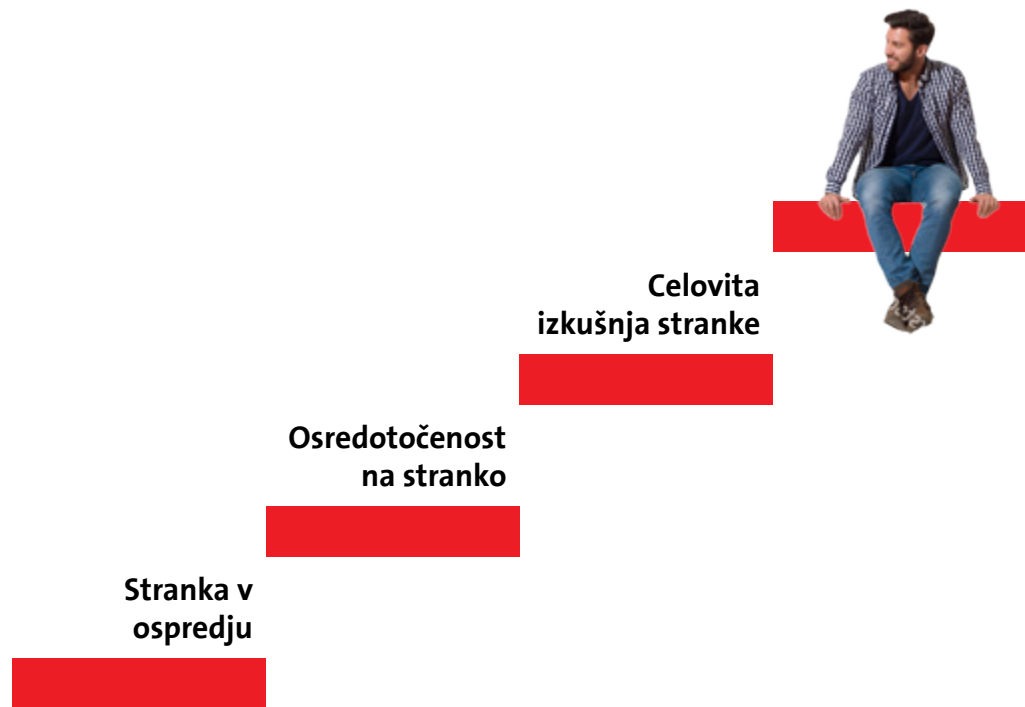 Celovita
izkušnja stranke
Osredotočenost
na stranko
Stranka v
ospredju